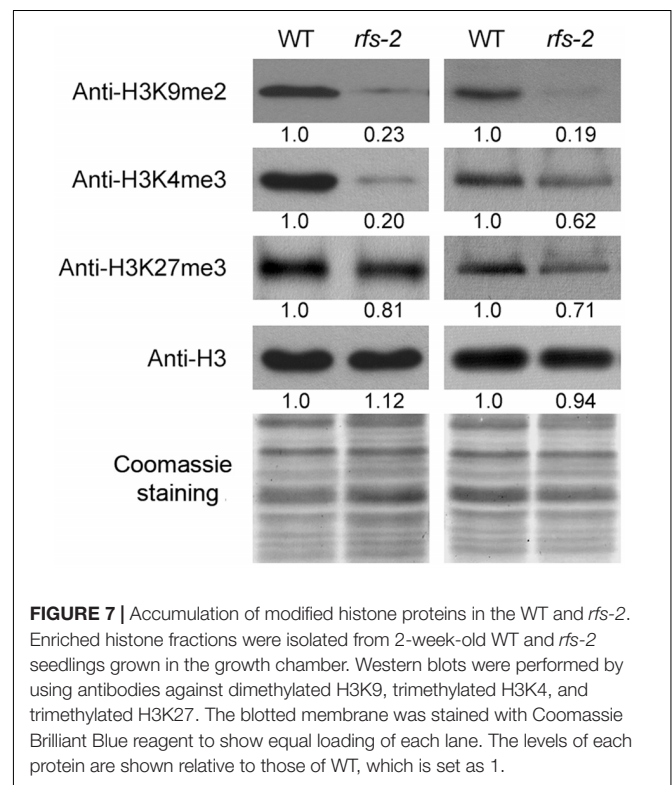 WT rfs-2 WT rfs-2
Anti-H3K9me2
1.0 0.23 1.0 0.19
Anti-H3K4me3
1.0 0.20 1.0 0.62
Anti-H3K27me3
1.0 0.81 1.0 0.71
Anti-H3
1.0 1.12 1.0 0.94
Coomassie
staining
FIGURE 7 | Accumulation of modified histone proteins in the WT and rfs-2.
Enriched histone fractions were isolated from 2-week-old WT and rfs-2
seedlings grown in the growth chamber. Western blots were performed by
using antibodies against dimethylated H3K9, trimethylated H3K4, and
trimethylated H3K27. The blotted membrane was stained with Coomassie
Brilliant Blue reagent to show equal loading of each lane. The levels of each
protein are shown relative to those of WT, which is set as 1.